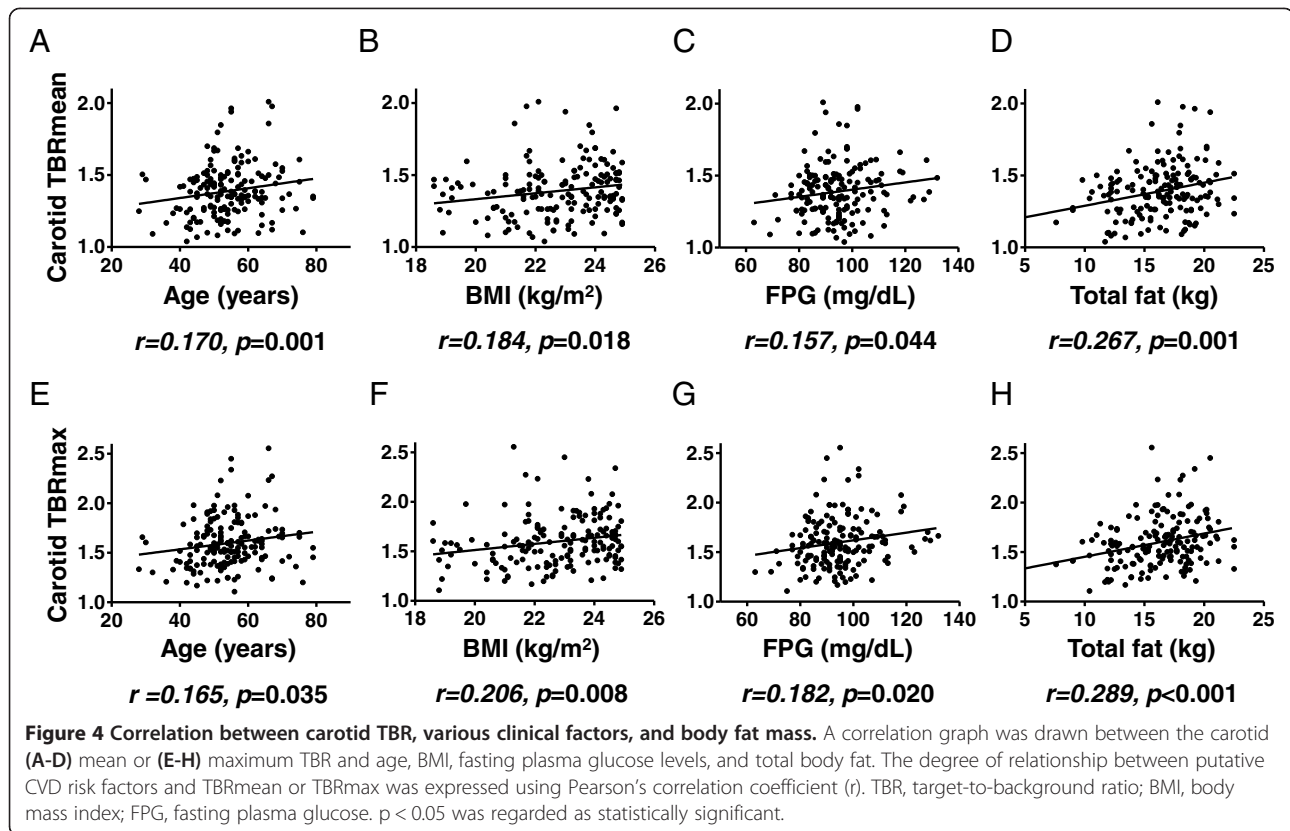 A B C D
Carotid TBRmean
2.0 2.0 2.0 2.0
1.5 1.5 1.5 1.5
1.0 1.0 1.0 1.0
20 40 60 80 18 20 22 24 26 60 80 100 120 140 5 10 15 20 25
Age (years) BMI (kg/m²) FPG (mg/dL) Total fat (kg)
r=0.170, p=0.001 r=0.184, p=0.018 r=0.157, p=0.044 r=0.267, p=0.001
E F G H
Carotid TBRmax
2.5 2.5 2.5 2.5
2.0 2.0 2.0 2.0
1.5 1.5 1.5 1.5
1.0 1.0 1.0 1.0
20 40 60 80 18 20 22 24 26 60 80 100 120 140 5 10 15 20 25
Age (years) BMI (kg/m²) FPG (mg/dL) Total fat (kg)
r =0.165, p=0.035 r=0.206, p=0.008 r=0.182, p=0.020 r=0.289, p<0.001
Figure 4 Correlation between carotid TBR, various clinical factors, and body fat mass. A correlation graph was drawn between the carotid
(A-D) mean or (E-H) maximum TBR and age, BMI, fasting plasma glucose levels, and total body fat. The degree of relationship between putative
CVD risk factors and TBRmean or TBRmax was expressed using Pearson's correlation coefficient (r). TBR, target-to-background ratio; BMI, body
mass index; FPG, fasting plasma glucose. p < 0.05 was regarded as statistically significant.